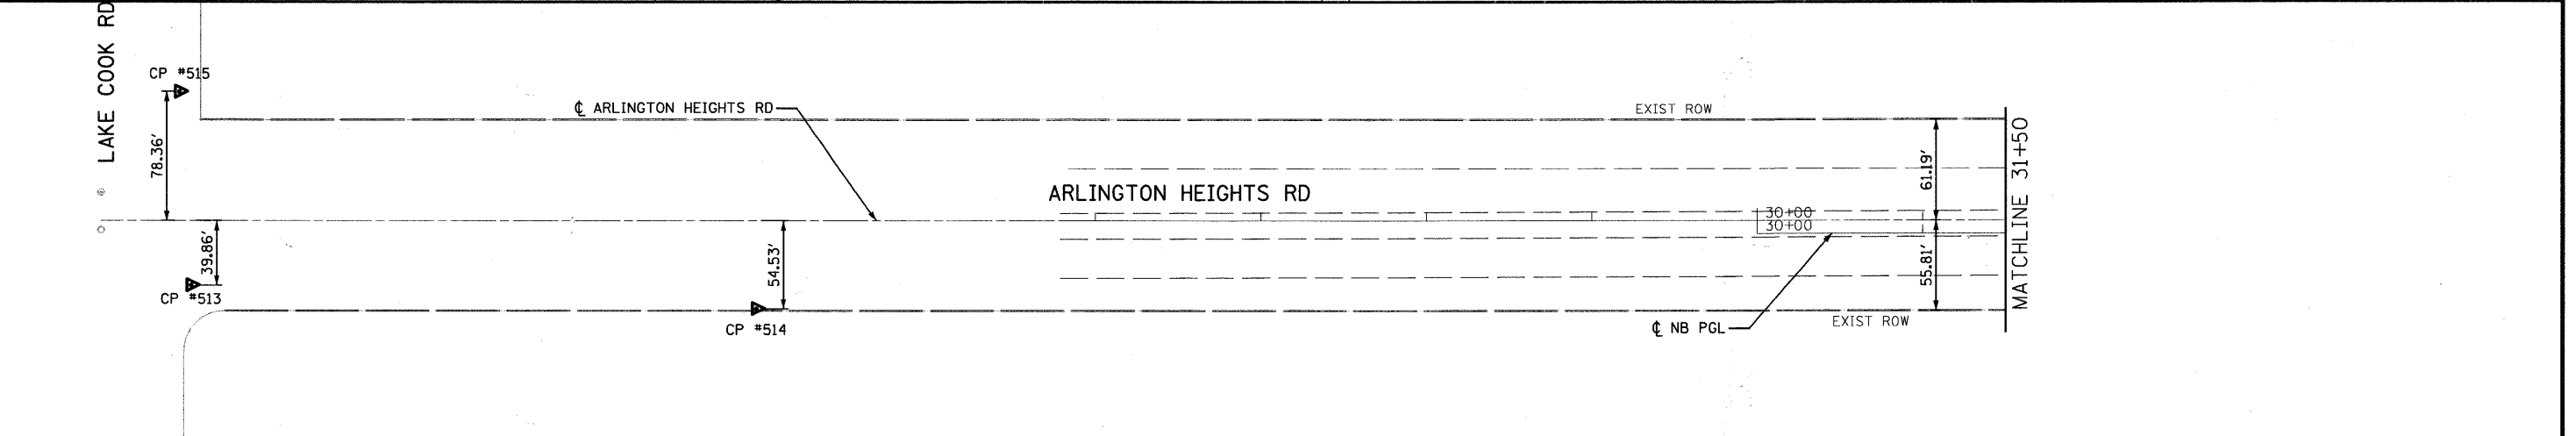 LAKE COOK RD
CP #515
78.36'
℄ ARLINGTON HEIGHTS RD
EXIST ROW
61.19'
MATCHLINE 31+50
ARLINGTON HEIGHTS RD
30+00
30+00
39.86'
CP #513
54.53'
CP #514
55.81'
℄ NB PGL
EXIST ROW